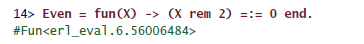 14> Even = fun(X) -> (X rem 2) =:= 0 end.
#Fun<erl_eval.6.56006484>